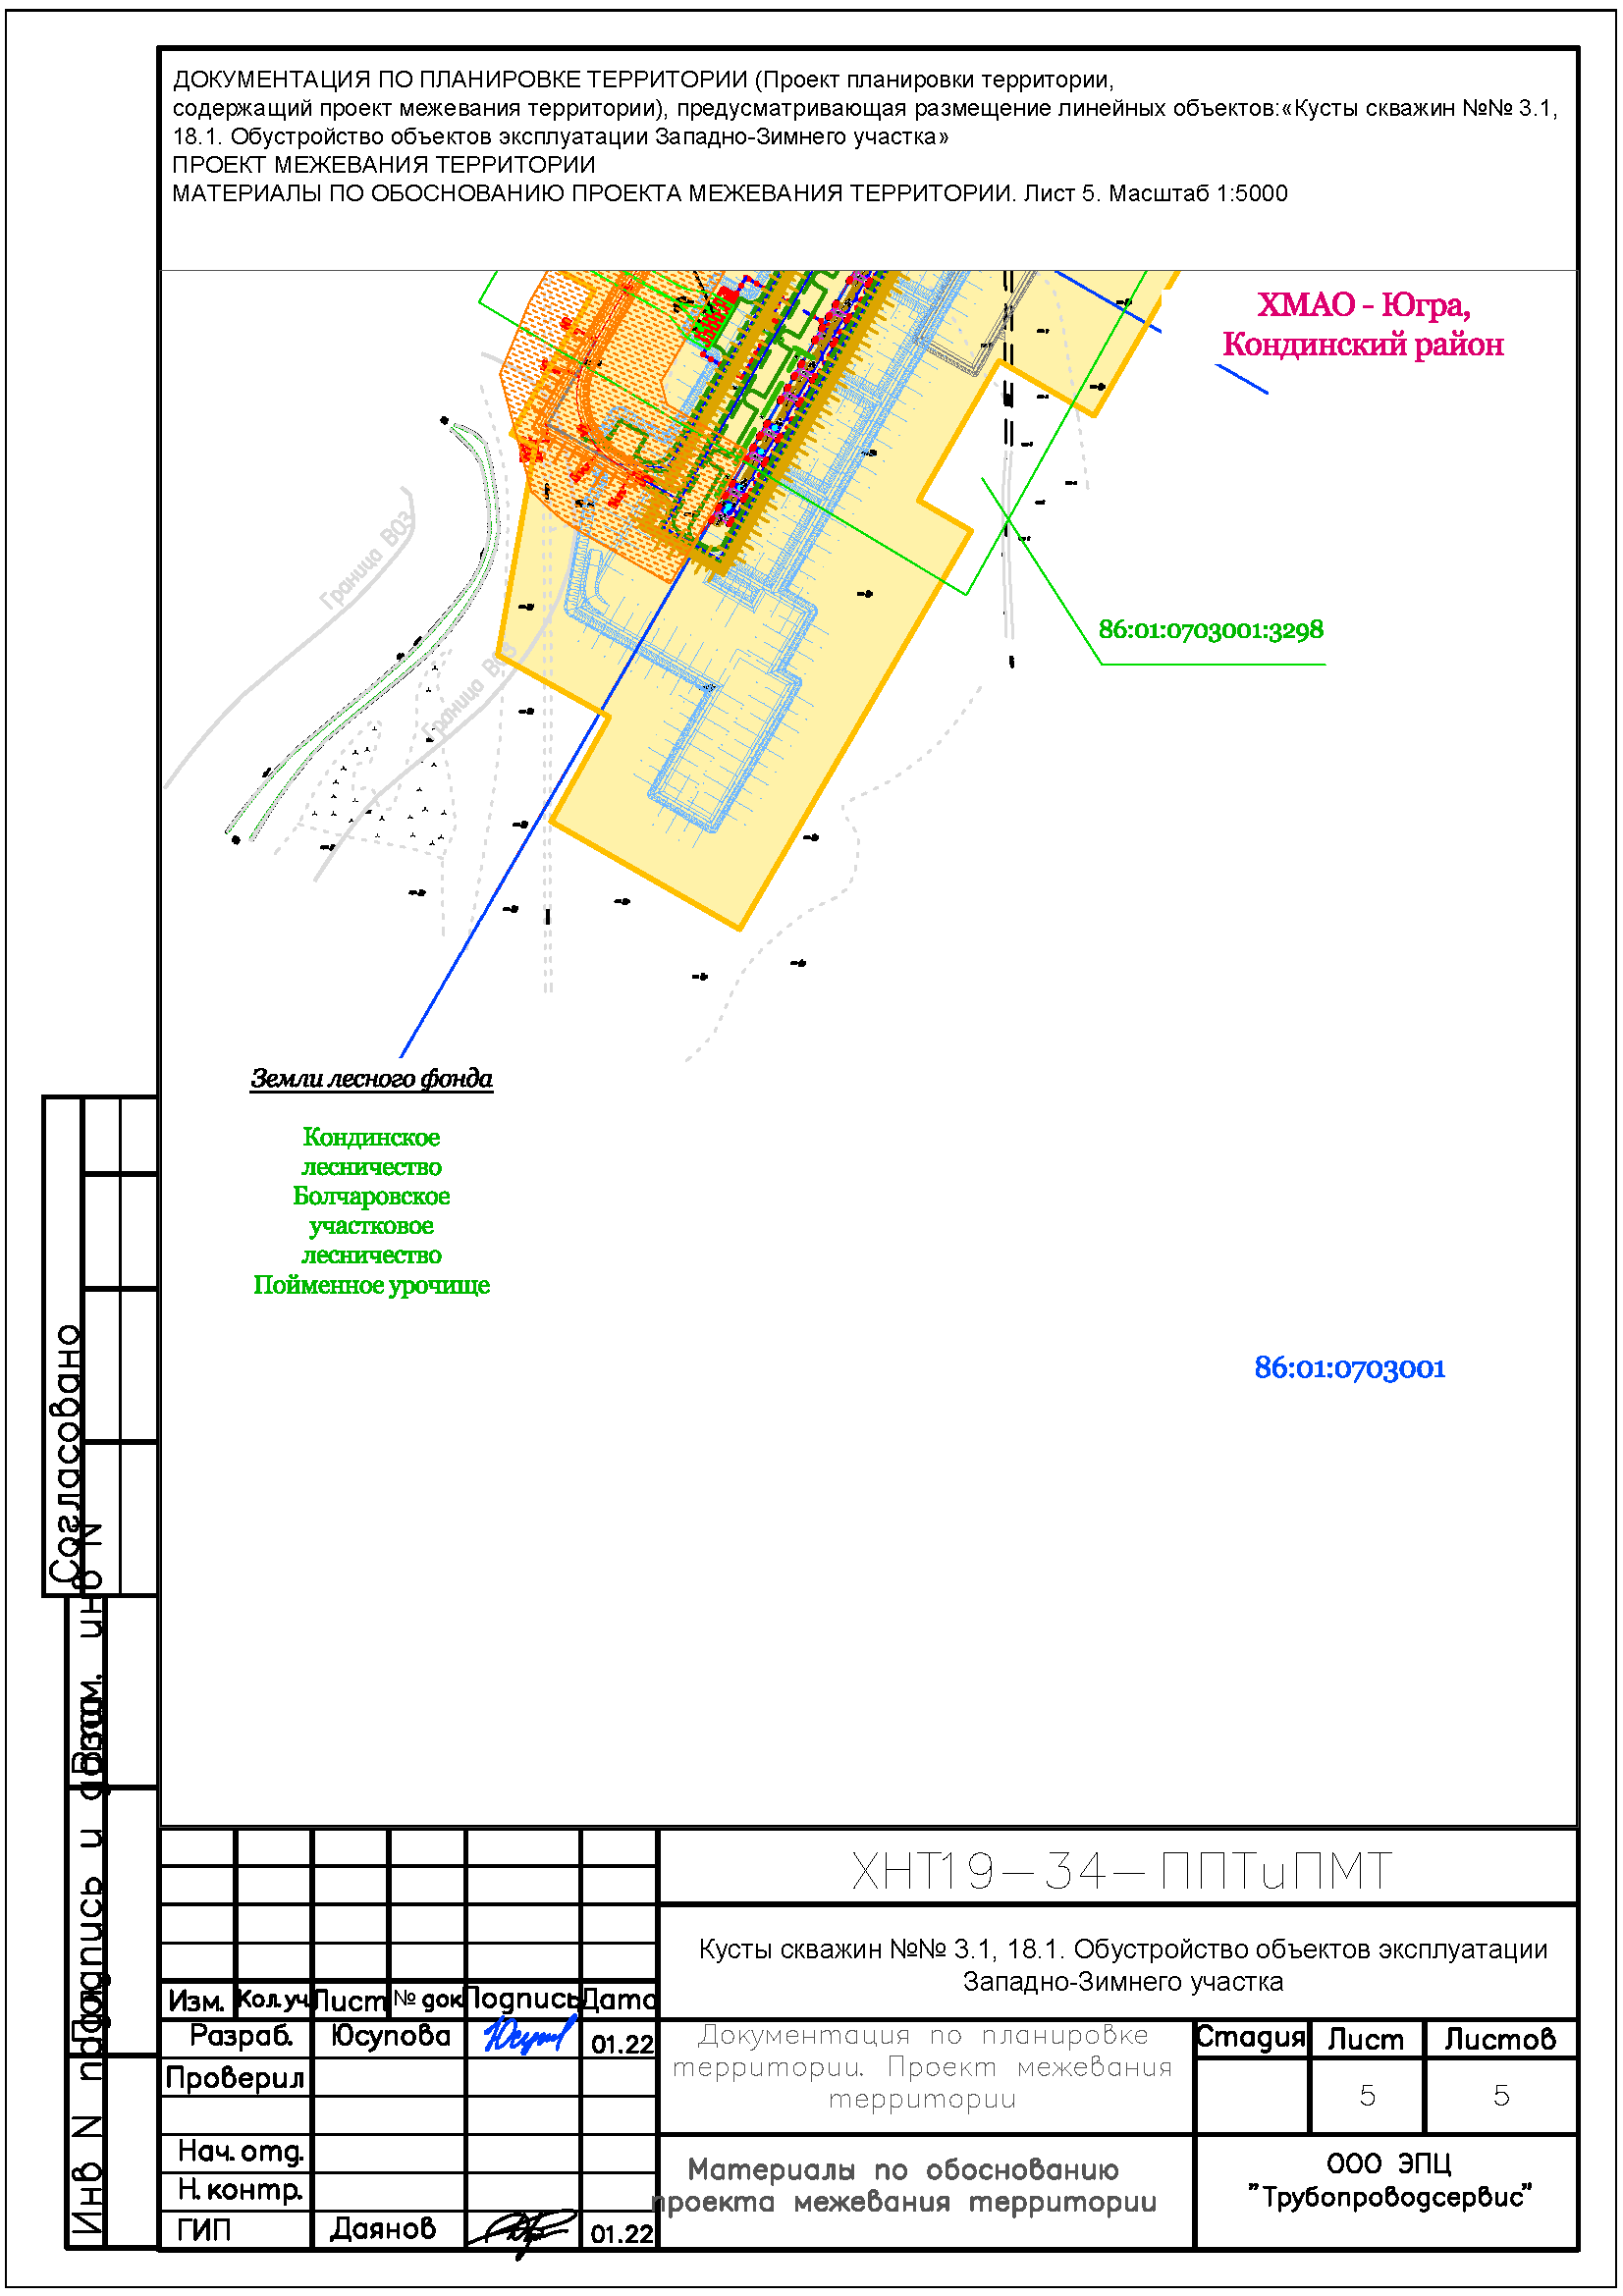 ДОКУМЕНТАЦИЯ ПО ПЛАНИРОВКЕ ТЕРРИТОРИИ (Проект планировки территории,
содержащий проект межевания территории), предусматривающая размещение линейных объектов:«Кусты скважин №№ 3.1,
18.1. Обустройство объектов эксплуатации Западно-Зимнего участка»
ПРОЕКТ МЕЖЕВАНИЯ ТЕРРИТОРИИ
МАТЕРИАЛЫ ПО ОБОСНОВАНИЮ ПРОЕКТА МЕЖЕВАНИЯ ТЕРРИТОРИИ. Лист 5. Масштаб 1:5000
ХМАО - Югра,
Кондинский район
Граница ВОЗ
86:01:0703001:3298
Граница ВОЗ
Земли лесного фонда
Кондинское
лесничество
Болчаровское
участковое
лесничество
Пойменное урочище
86:01:0703001
Согласовано
Взам. инв N
Подпись и дата
Инв N подл
ХНТ19-34-ППТиПМТ
Кусты скважин №№ 3.1, 18.1. Обустройство объектов эксплуатации
Западно-Зимнего участка
Изм. Кол.уч Лист № док Подпись Дата
Разраб. Юсупова 01.22
Проверил
Нач. отд.
Н. контр.
ГИП Даянов 01.22
Документация по планировке
территории. Проект межевания
территории
Стадия Лист Листов
5 5
Материалы по обоснованию
проекта межевания территории
ООО ЭПЦ
"Трубопроводсервис"